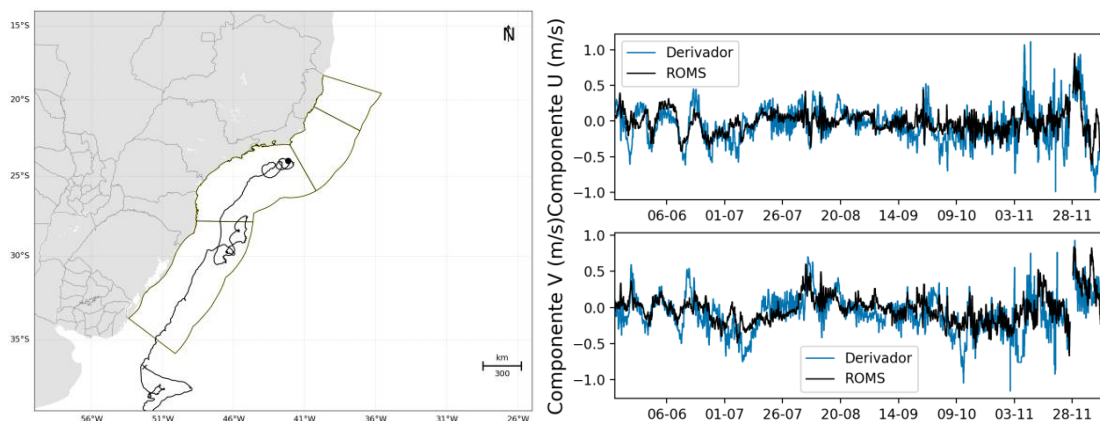 15°S
20°S
25°S
30°S
35°S
56°W 51°W 46°W 41°W 36°W 31°W 26°W
N
km
300
Componente U (m/s)
1.0
0.5
0.0
−0.5
−1.0
Derivador
ROMS
06-06 01-07 26-07 20-08 14-09 09-10 03-11 28-11
Componente V (m/s)
1.0
0.5
0.0
−0.5
−1.0
Derivador
ROMS
06-06 01-07 26-07 20-08 14-09 09-10 03-11 28-11